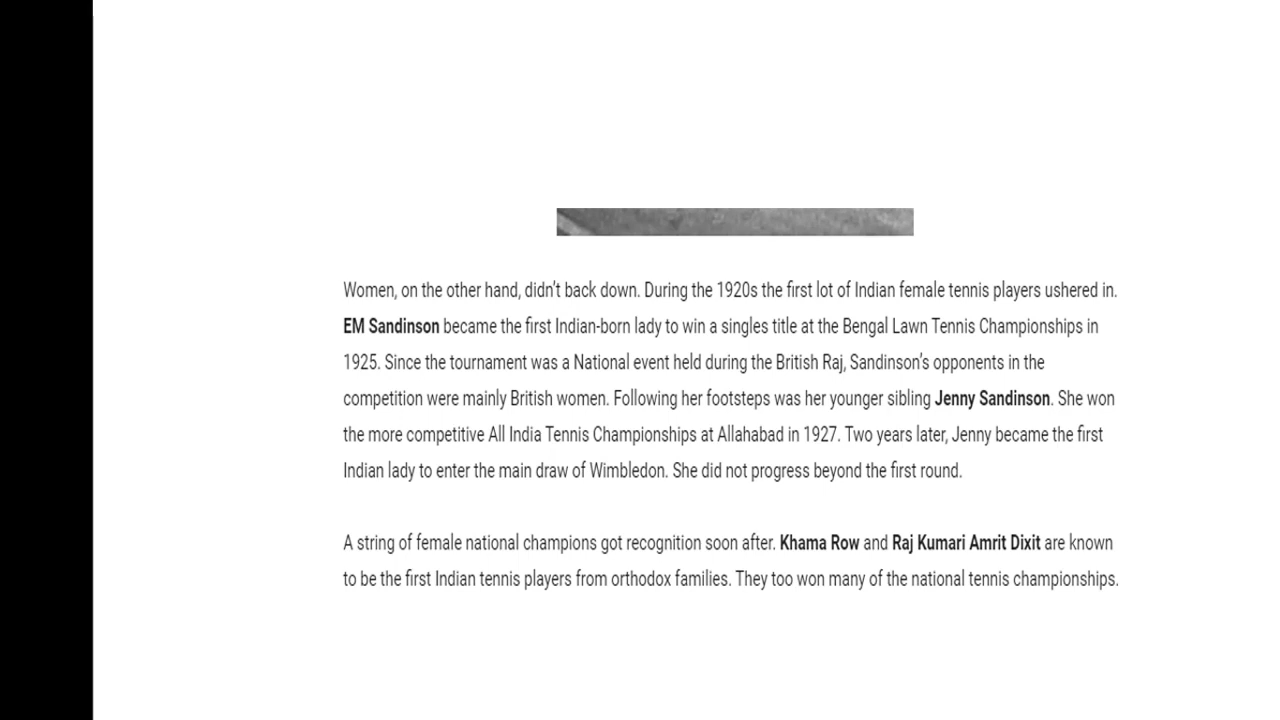 Women, on the other hand, didn't back down. During the 1920s the first lot of Indian female tennis players ushered in.
EM Sandinson became the first Indian-born lady to win a singles title at the Bengal Lawn Tennis Championships in
1925. Since the tournament was a National event held during the British Raj, Sandinson's opponents in the
competition were mainly British women. Following her footsteps was her younger sibling Jenny Sandinson. She won
the more competitive All India Tennis Championships at Allahabad in 1927. Two years later, Jenny became the first
Indian lady to enter the main draw of Wimbledon. She did not progress beyond the first round.
A string of female national champions got recognition soon after. Khama Row and Raj Kumari Amrit Dixit are known
to be the first Indian tennis players from orthodox families. They too won many of the national tennis championships.